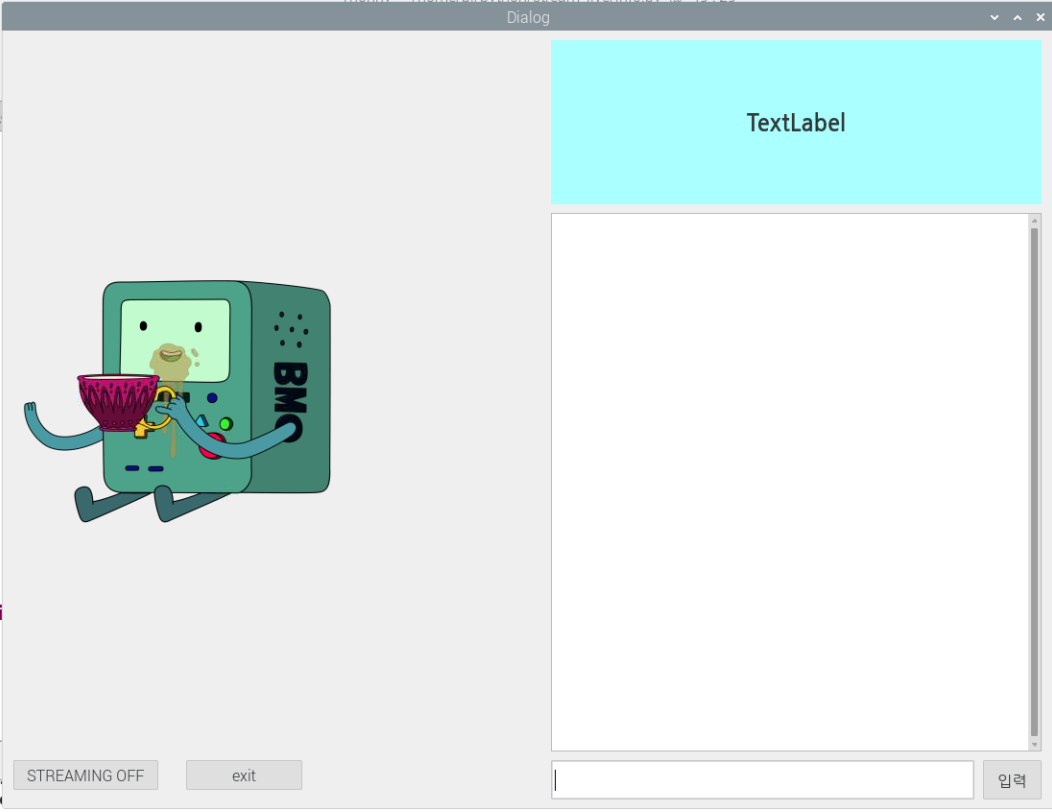 Dialog
TextLabel
BMO
STREAMING OFF
exit
입력